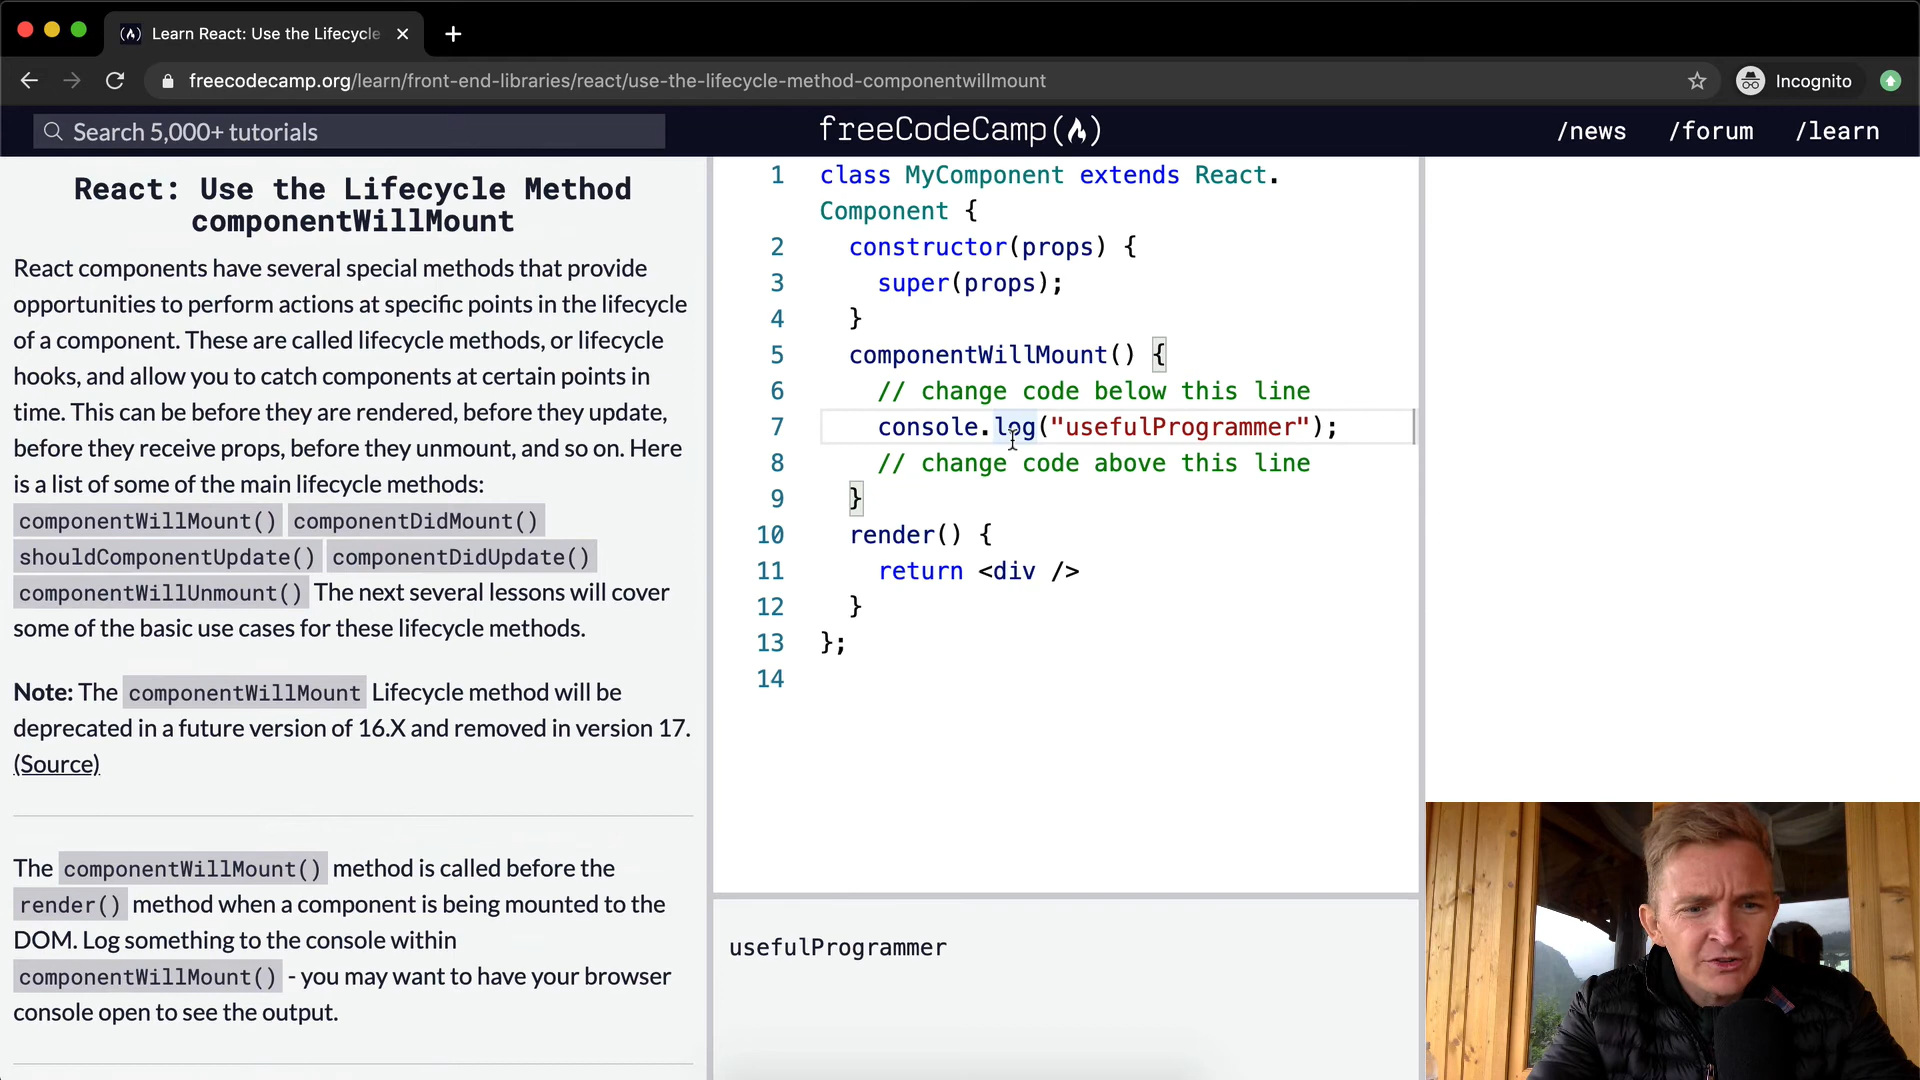 Learn React: Use the Lifecycle
freecodecamp.org/learn/front-end-libraries/react/use-the-lifecycle-method-componentwillmount
Incognito
Search 5,000+ tutorials
freeCodeCamp
/news /forum /learn
React: Use the Lifecycle Method
componentWillMount
React components have several special methods that provide
opportunities to perform actions at specific points in the lifecycle
of a component. These are called lifecycle methods, or lifecycle
hooks, and allow you to catch components at certain points in
time. This can be before they are rendered, before they update,
before they receive props, before they unmount, and so on. Here
is a list of some of the main lifecycle methods:
componentWillMount() componentDidMount()
shouldComponentUpdate() componentDidUpdate()
componentWillUnmount() The next several lessons will cover
some of the basic use cases for these lifecycle methods.
Note: The componentWillMount Lifecycle method will be
deprecated in a future version of 16.X and removed in version 17.
(Source)
The componentWillMount() method is called before the
render() method when a component is being mounted to the
DOM. Log something to the console within
componentWillMount() - you may want to have your browser
console open to see the output.
1 class MyComponent extends React.
Component {
2 constructor(props) {
3 super(props);
4 }
5 componentWillMount() {
6 // change code below this line
7 console.log("usefulProgrammer");
8 // change code above this line
9 }
10 render() {
11 return <div />
12 }
13 };
14
usefulProgrammer